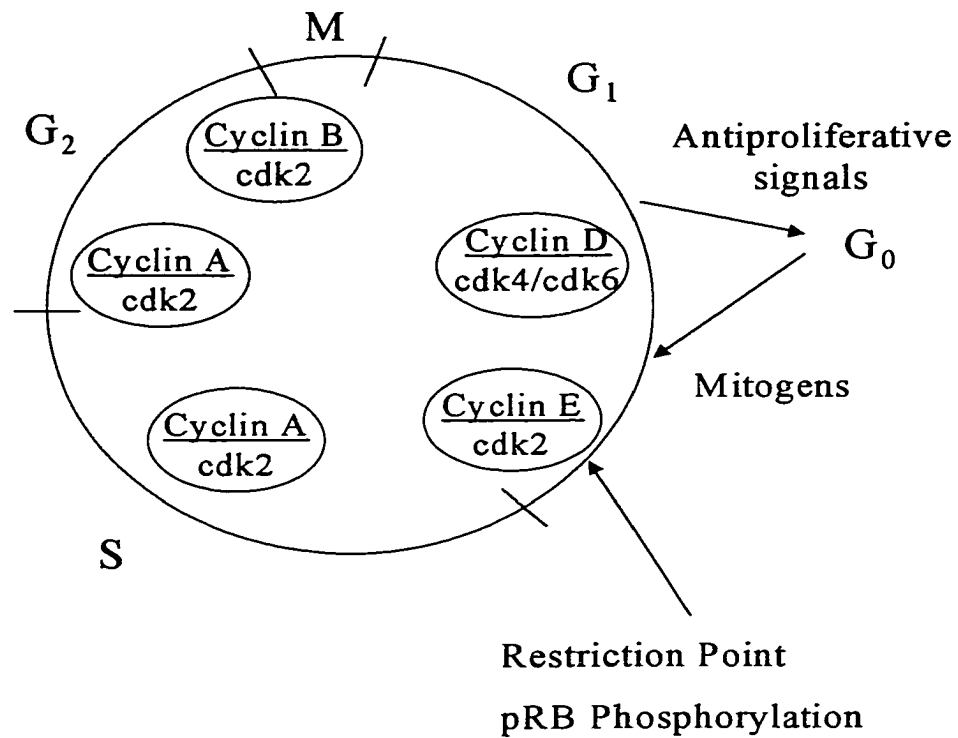 M
G₁
G₂
Cyclin B
cdk2
Antiproliferative
signals
Cyclin A
cdk2
Cyclin D
cdk4/cdk6
G₀
Mitogens
Cyclin A
cdk2
Cyclin E
cdk2
S
Restriction Point
pRB Phosphorylation